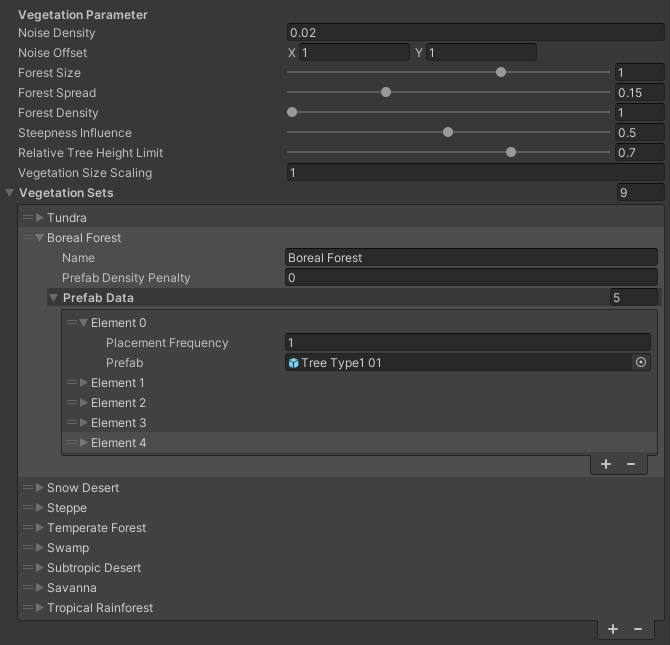 Vegetation Parameter
Noise Density 0.02
Noise Offset X 1 Y 1
Forest Size 1
Forest Spread 0.15
Forest Density 1
Steepness Influence 0.5
Relative Tree Height Limit 0.7
Vegetation Size Scaling 1
Vegetation Sets 9
Tundra
Boreal Forest
Name Boreal Forest
Prefab Density Penalty 0
Prefab Data 5
Element 0
Placement Frequency 1
Prefab Tree Type1 01
Element 1
Element 2
Element 3
Element 4
+ −
Snow Desert
Steppe
Temperate Forest
Swamp
Subtropic Desert
Savanna
Tropical Rainforest
+ −